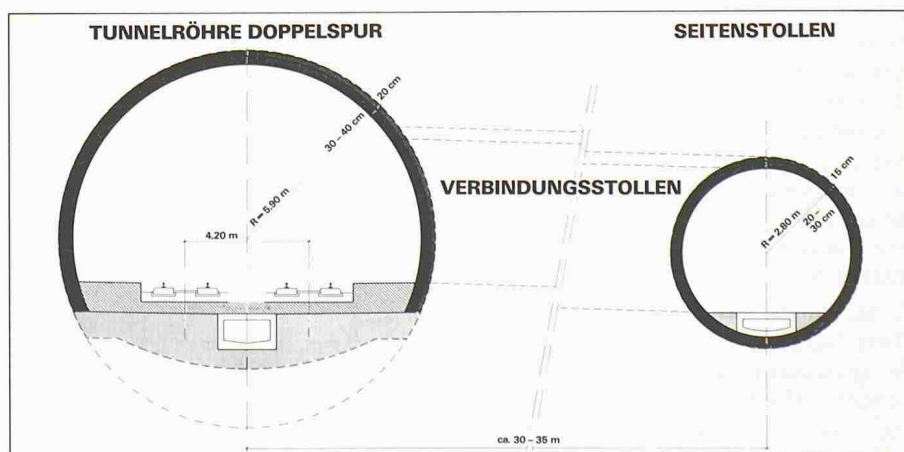 TUNNELRÖHRE DOPPELSPUR
SEITENSTOLLEN
20 cm
30 – 40 cm
R = 5.90 m
4.20 m
VERBINDUNGSSTOLLEN
15 cm
20 –
30 cm
R = 2.80 m
ca. 30 – 35 m